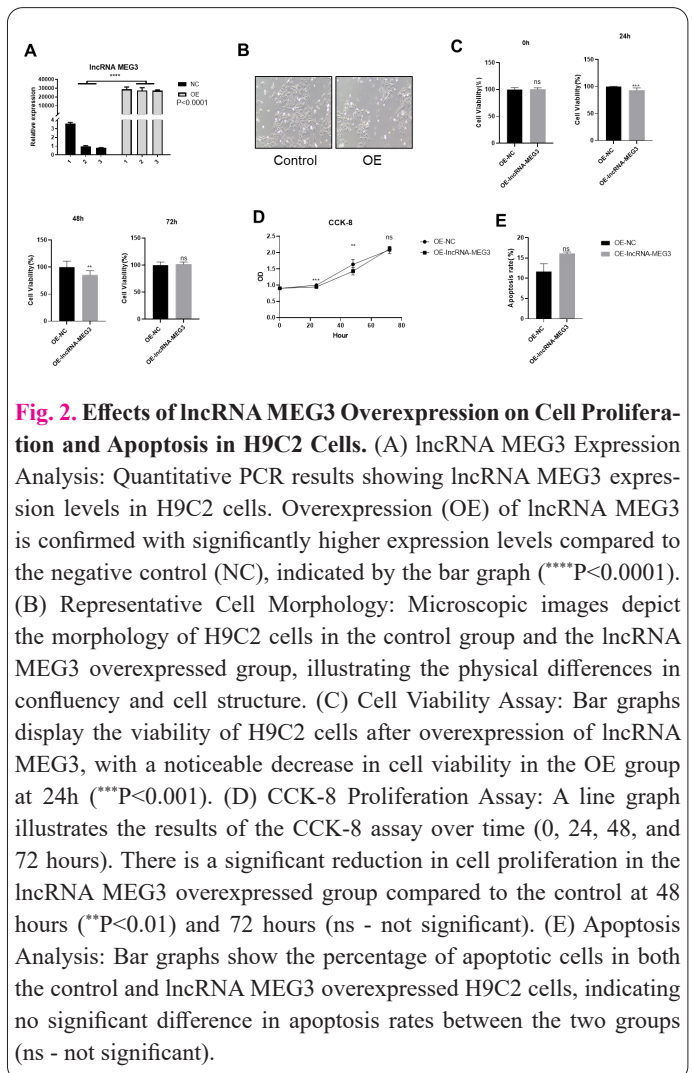 A
lncRNA MEG3
****
NC
OE
P<0.0001
Relative expression
40000
30000
20000
10000
4
2
0
1 2 3 1 2 3
B
Control OE
C
0h
Cell Viability(%)
150
100
50
0
ns
OE-NC
OE-lncRNA-MEG3
24h
Cell Viability(%)
150
100
50
0
***
OE-NC
OE-lncRNA-MEG3
48h
Cell Viability(%)
150
100
50
0
**
OE-NC
OE-lncRNA-MEG3
72h
Cell Viability(%)
150
100
50
0
ns
OE-NC
OE-lncRNA-MEG3
D
CCK-8
OD
2.5
2.0
1.5
1.0
0.5
0.0
0 20 40 60 80
Hour
***
**
ns
OE-NC
OE-lncRNA-MEG3
E
Apoptosis rate(%)
20
15
10
5
0
ns
OE-NC
OE-lncRNA-MEG3
OE-NC
OE-lncRNA-MEG3
Fig. 2. Effects of lncRNA MEG3 Overexpression on Cell Prolifera-
tion and Apoptosis in H9C2 Cells. (A) lncRNA MEG3 Expression
Analysis: Quantitative PCR results showing lncRNA MEG3 expres-
sion levels in H9C2 cells. Overexpression (OE) of lncRNA MEG3
is confirmed with significantly higher expression levels compared to
the negative control (NC), indicated by the bar graph (****P<0.0001).
(B) Representative Cell Morphology: Microscopic images depict
the morphology of H9C2 cells in the control group and the lncRNA
MEG3 overexpressed group, illustrating the physical differences in
confluency and cell structure. (C) Cell Viability Assay: Bar graphs
display the viability of H9C2 cells after overexpression of lncRNA
MEG3, with a noticeable decrease in cell viability in the OE group
at 24h (***P<0.001). (D) CCK-8 Proliferation Assay: A line graph
illustrates the results of the CCK-8 assay over time (0, 24, 48, and
72 hours). There is a significant reduction in cell proliferation in the
lncRNA MEG3 overexpressed group compared to the control at 48
hours (**P<0.01) and 72 hours (ns - not significant). (E) Apoptosis
Analysis: Bar graphs show the percentage of apoptotic cells in both
the control and lncRNA MEG3 overexpressed H9C2 cells, indicating
no significant difference in apoptosis rates between the two groups
(ns - not significant).